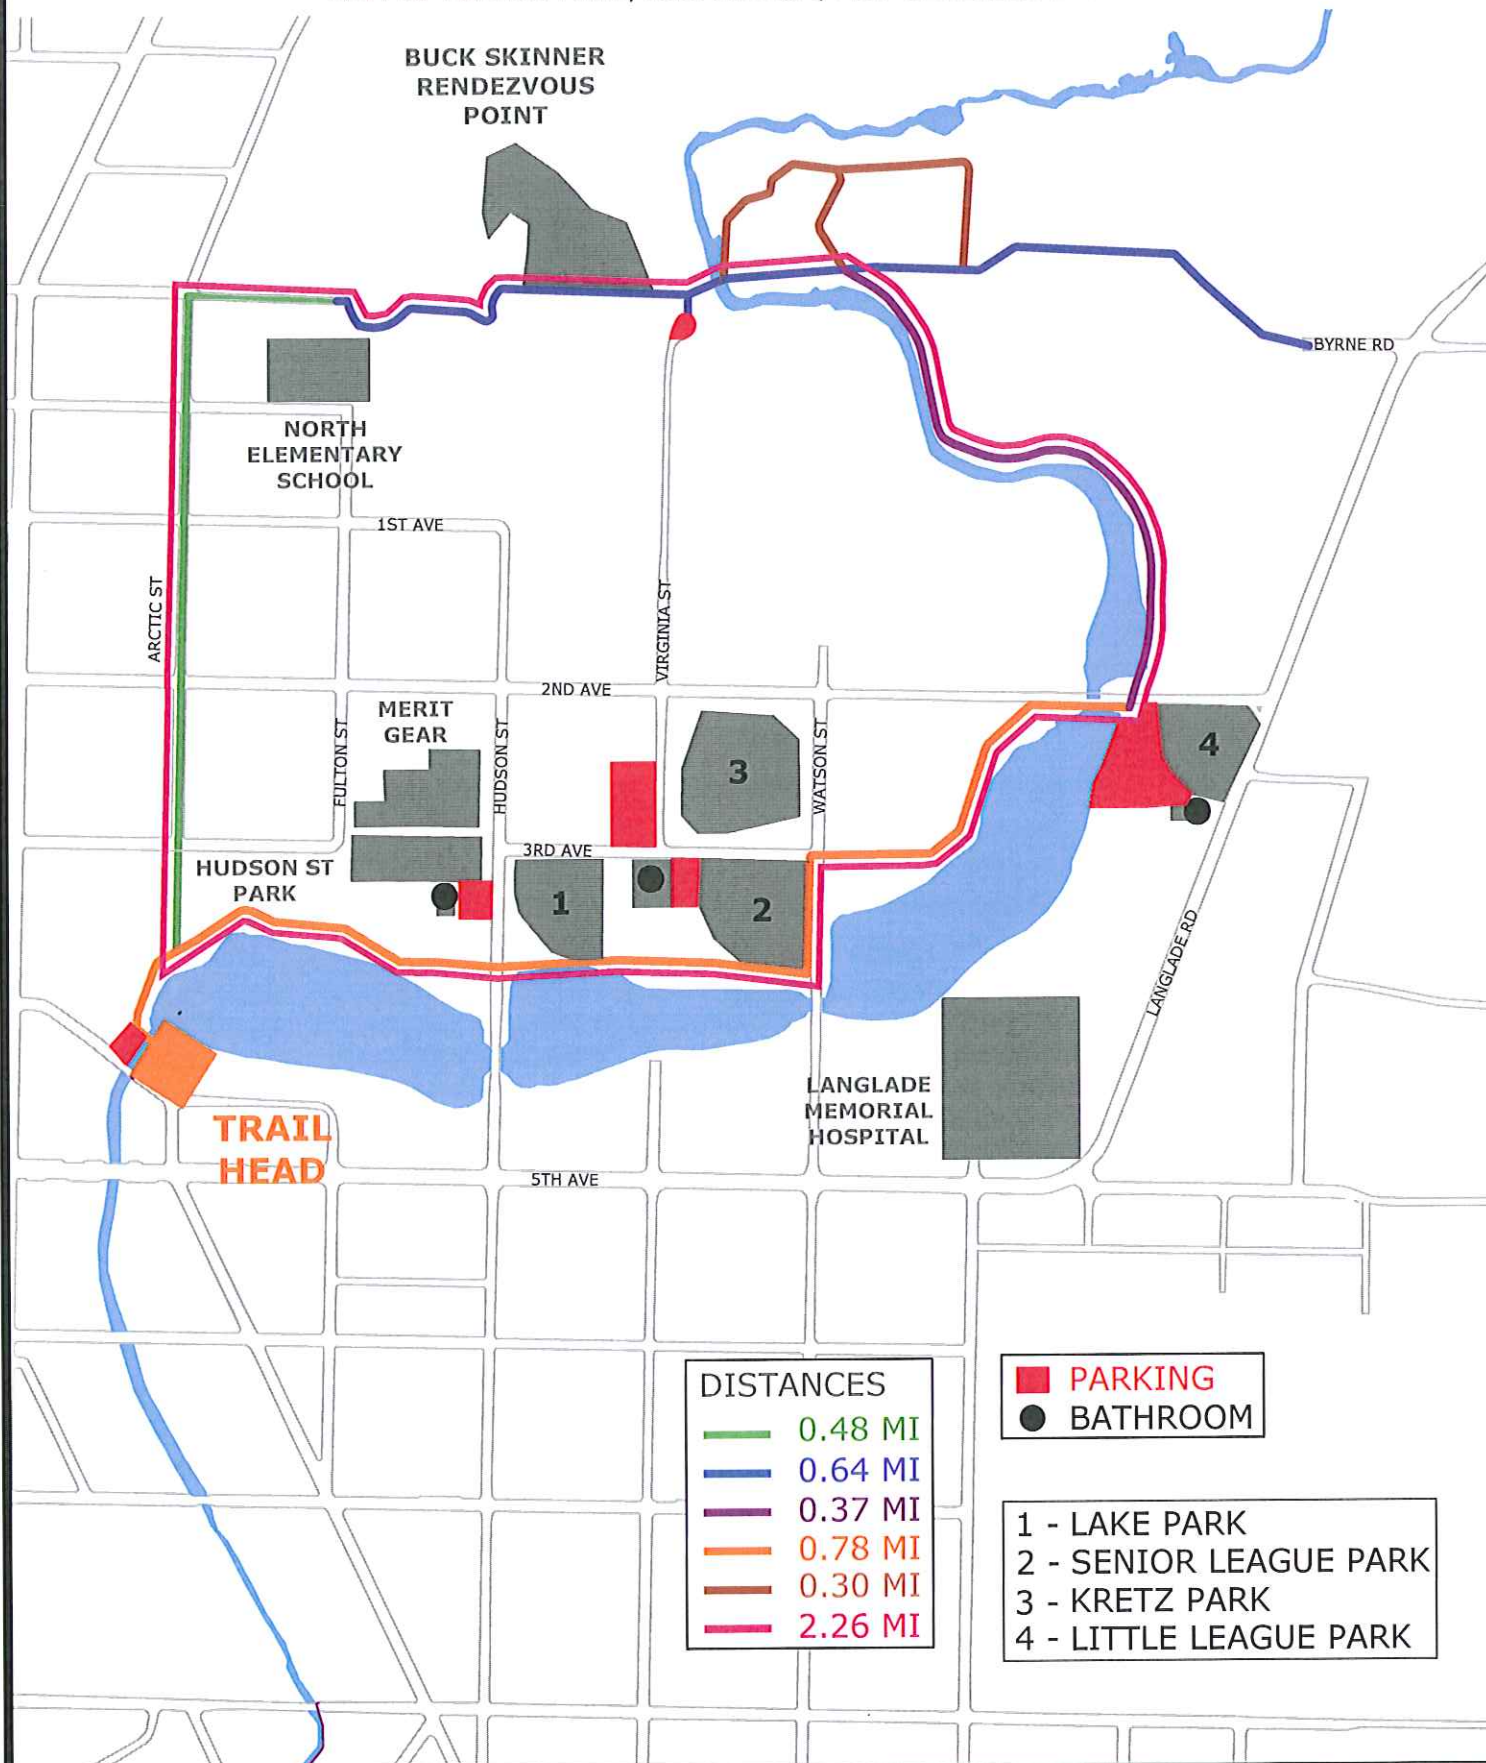 BUCK SKINNER
RENDEZVOUS
POINT
BYRNE RD
NORTH
ELEMENTARY
SCHOOL
1ST AVE
ARCTIC ST
VIRGINIA ST
2ND AVE
MERIT
GEAR
FULTON ST
HUDSON ST
WATSON ST
3
4
3RD AVE
HUDSON ST
PARK
1
2
LANGLADE RD
LANGLADE
MEMORIAL
HOSPITAL
TRAIL
HEAD
5TH AVE
DISTANCES
0.48 MI
0.64 MI
0.37 MI
0.78 MI
0.30 MI
2.26 MI
PARKING
BATHROOM
1 - LAKE PARK
2 - SENIOR LEAGUE PARK
3 - KRETZ PARK
4 - LITTLE LEAGUE PARK